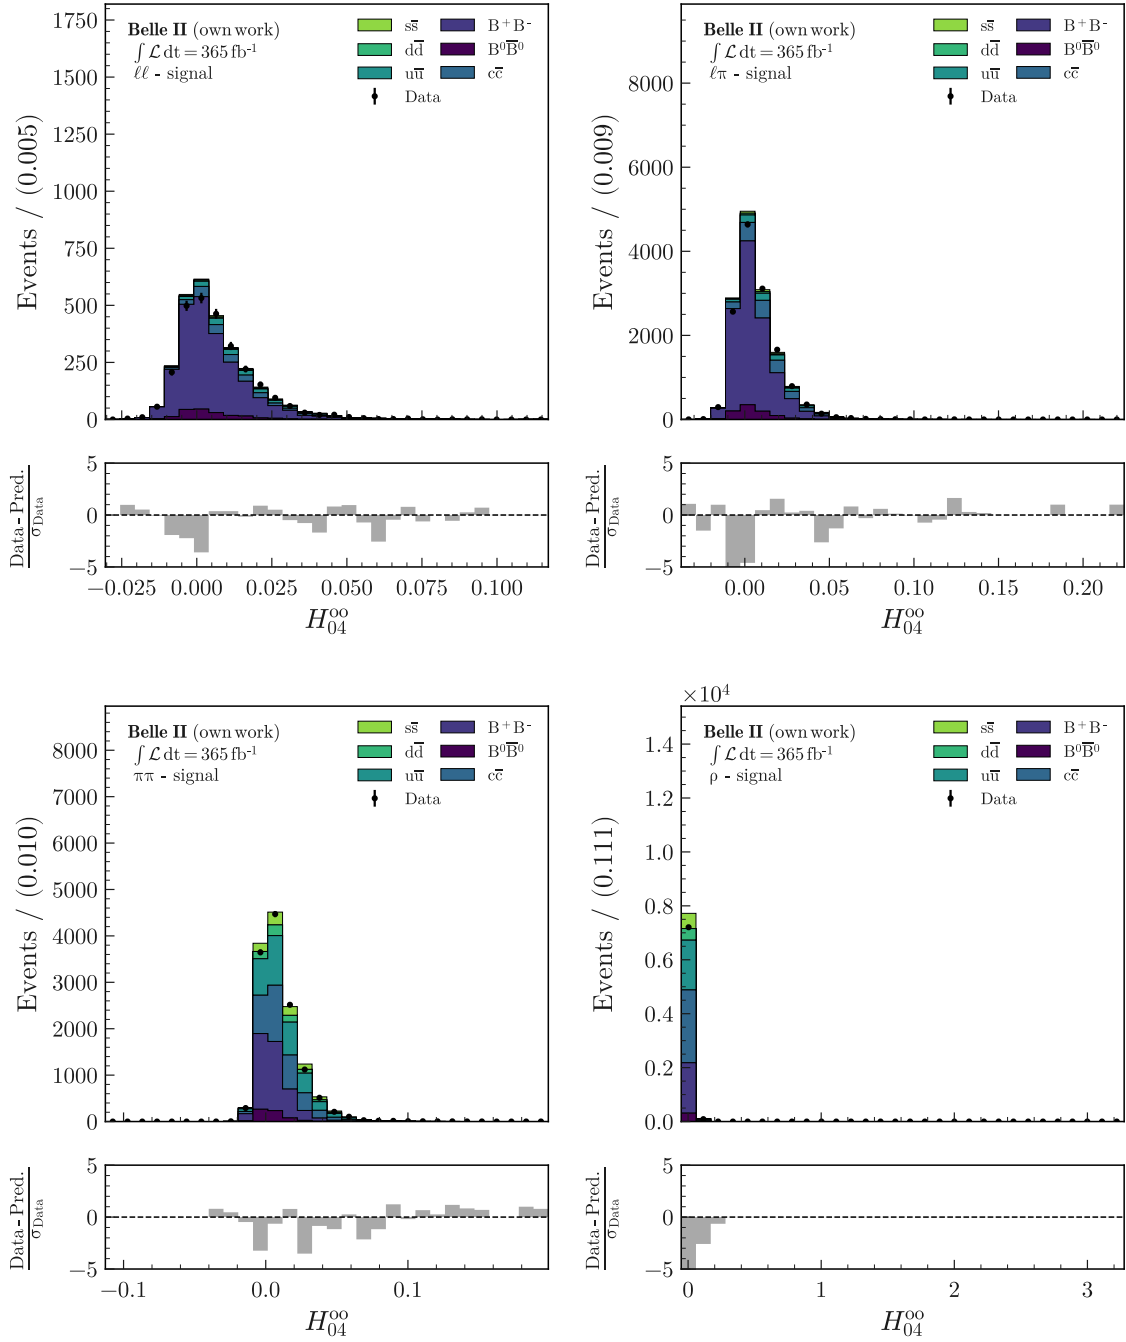 Belle II (own work)
∫ ℒ dt = 365 fb⁻¹
ℓℓ - signal
ss̄
dd̄
uū
B⁺B⁻
B⁰B̄⁰
cc̄
Data
Events / (0.005)
1750
1500
1250
1000
750
500
250
0
Data - Pred.
σ_Data
5
0
−5
−0.025 0.000 0.025 0.050 0.075 0.100
H₀₄^oo
Belle II (own work)
∫ ℒ dt = 365 fb⁻¹
ℓπ - signal
ss̄
dd̄
uū
B⁺B⁻
B⁰B̄⁰
cc̄
Data
Events / (0.009)
8000
6000
4000
2000
0
Data - Pred.
σ_Data
5
0
−5
0.00 0.05 0.10 0.15 0.20
H₀₄^oo
Belle II (own work)
∫ ℒ dt = 365 fb⁻¹
ππ - signal
ss̄
dd̄
uū
B⁺B⁻
B⁰B̄⁰
cc̄
Data
Events / (0.010)
8000
7000
6000
5000
4000
3000
2000
1000
0
Data - Pred.
σ_Data
5
0
−5
−0.1 0.0 0.1
H₀₄^oo
×10⁴
Belle II (own work)
∫ ℒ dt = 365 fb⁻¹
ρ - signal
ss̄
dd̄
uū
B⁺B⁻
B⁰B̄⁰
cc̄
Data
Events / (0.111)
1.4
1.2
1.0
0.8
0.6
0.4
0.2
0.0
Data - Pred.
σ_Data
5
0
−5
0 1 2 3
H₀₄^oo